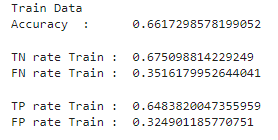 Train Data
Accuracy  :      0.6617298578199052
TN rate Train :  0.675098814229249
FN rate Train :  0.3516179952644041
TP rate Train :  0.6483820047355959
FP rate Train :  0.324901185770751